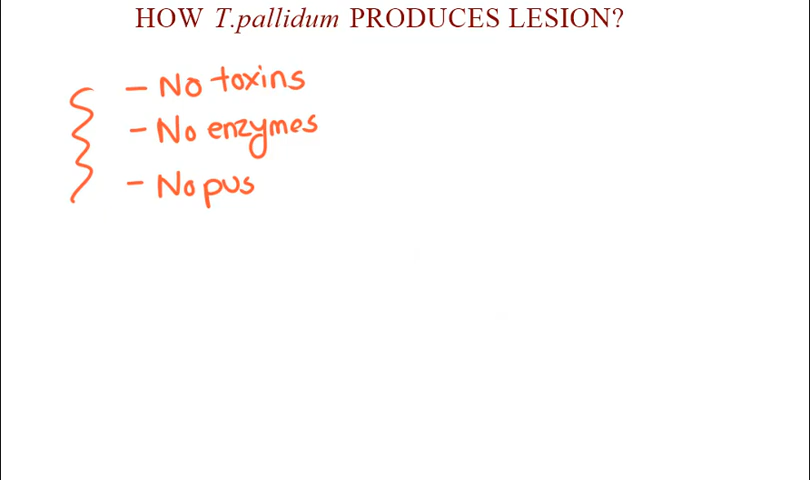 HOW T.pallidum PRODUCES LESION?
- No toxins
- No enzymes
- No pus